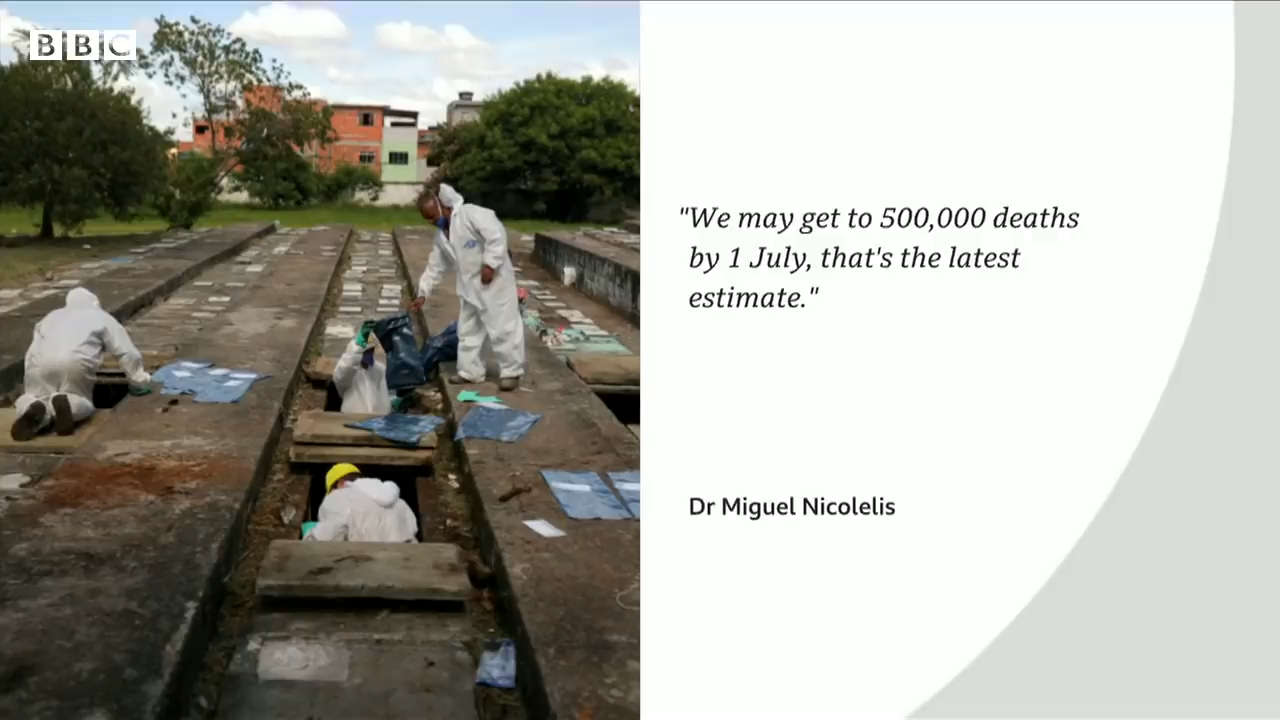 BBC
"We may get to 500,000 deaths
by 1 July, that's the latest
estimate."
Dr Miguel Nicolelis